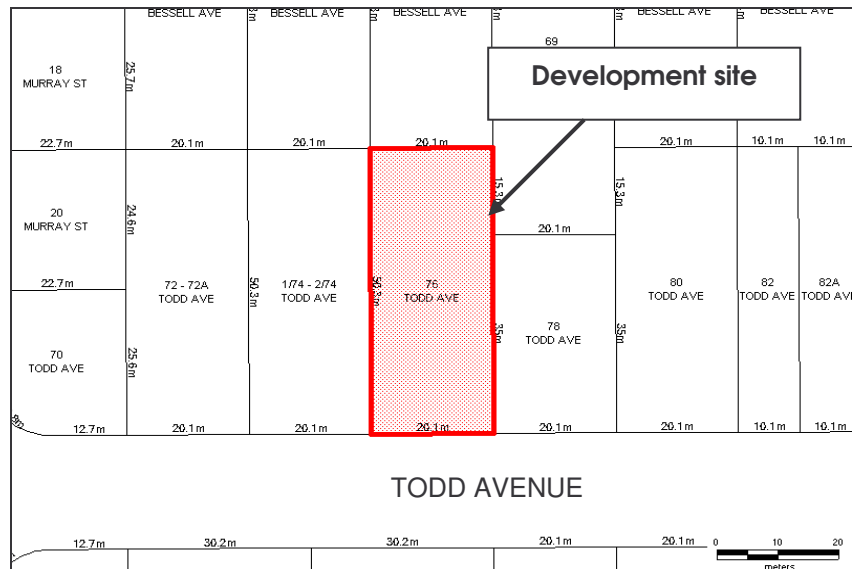 BESSELL AVE
BESSELL AVE
BESSELL AVE
BESSELL AVE
69
18
MURRAY ST
25.7m
Development site
22.7m
20.1m
20.1m
20.1m
20.1m
10.1m
10.1m
20
MURRAY ST
24.6m
15.3m
15.3m
20.1m
22.7m
72 - 72A
TODD AVE
50.3m
1/74 - 2/74
TODD AVE
50.3m
76
TODD AVE
80
TODD AVE
82
TODD AVE
82A
TODD AVE
70
TODD AVE
25.6m
35m
78
TODD AVE
35m
12.7m
20.1m
20.1m
20.1m
20.1m
20.1m
10.1m
10.1m
TODD AVENUE
12.7m
30.2m
30.2m
20.1m
20.1m
0
10
20
meters